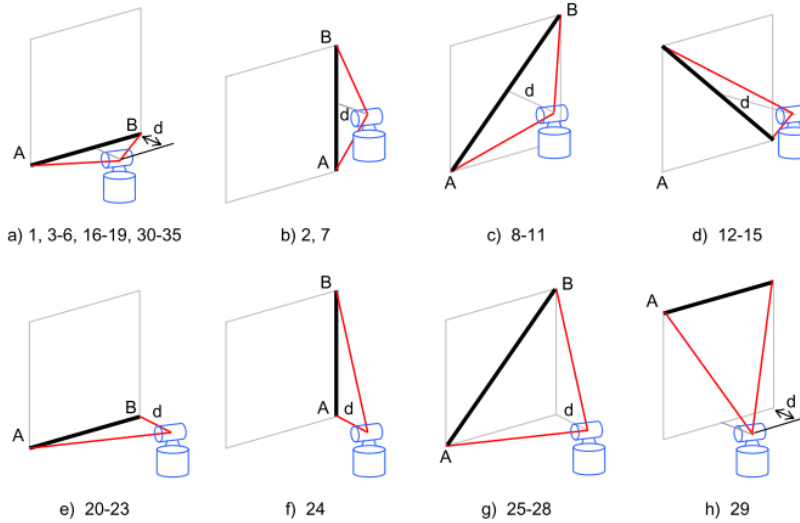 A B d
a) 1, 3-6, 16-19, 30-35
B d A
b) 2, 7
B d A
c) 8-11
d A
d) 12-15
A B d
e) 20-23
B A d
f) 24
B d A
g) 25-28
A d
h) 29